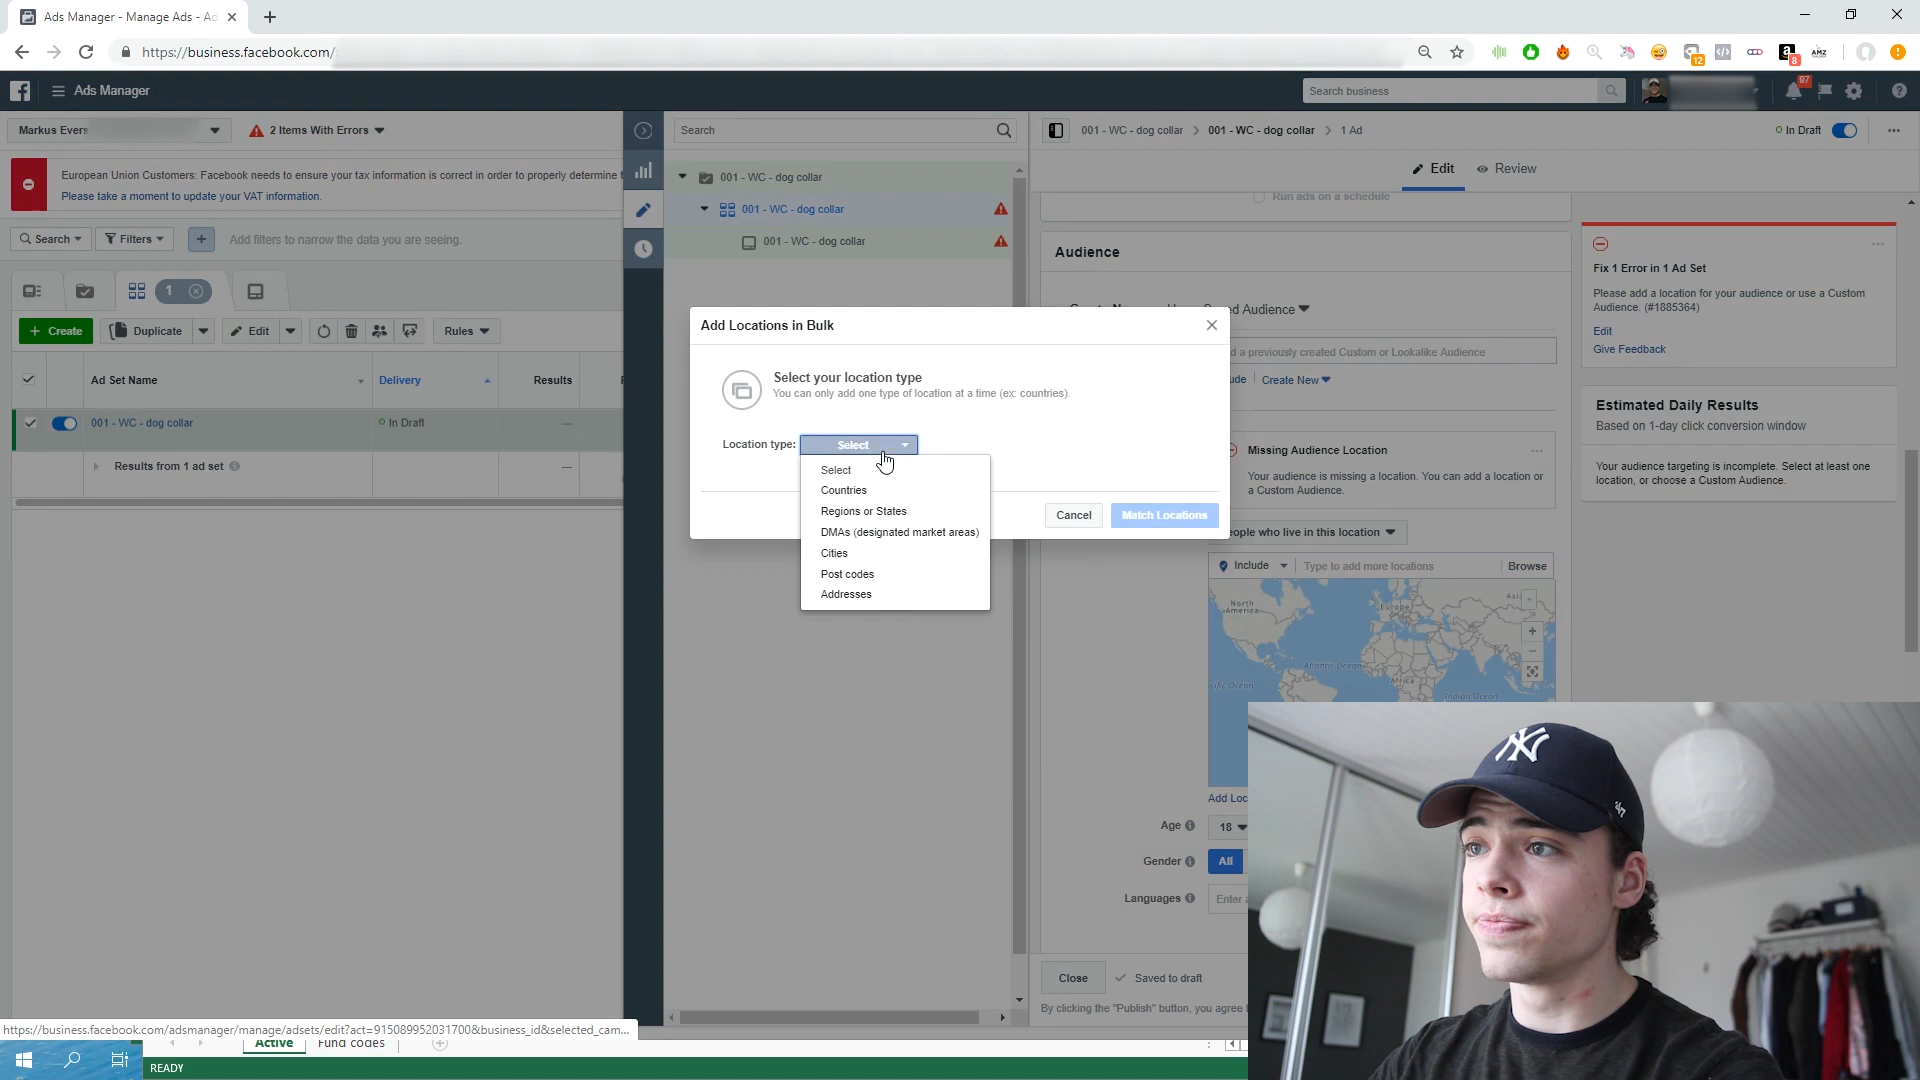 Ads Manager - Manage Ads - Ad
https://business.facebook.com/
12
8
AMZ
Ads Manager
Search business
97
Markus Evers
2 Items With Errors
Search
001 - WC - dog collar
001 - WC - dog collar
1 Ad
In Draft
European Union Customers: Facebook needs to ensure your tax information is correct in order to properly determine
Please take a moment to update your VAT information.
Edit
Review
001 - WC - dog collar
001 - WC - dog collar
001 - WC - dog collar
Run ads on a schedule
Search
Filters
Add filters to narrow the data you are seeing.
Audience
Fix 1 Error in 1 Ad Set
Please add a location for your audience or use a Custom
Audience. (#1885364)
Edit
Give Feedback
1
Create
Duplicate
Edit
Rules
Add Locations in Bulk
d Audience
d a previously created Custom or Lookalike Audience
ude
Create New
Ad Set Name
Delivery
Results
Select your location type
You can only add one type of location at a time (ex: countries).
Estimated Daily Results
Based on 1-day click conversion window
Your audience targeting is incomplete. Select at least one
location, or choose a Custom Audience.
001 - WC - dog collar
In Draft
Results from 1 ad set
Location type:
Select
Select
Countries
Regions or States
DMAs (designated market areas)
Cities
Post codes
Addresses
Cancel
Match Locations
Missing Audience Location
Your audience is missing a location. You can add a location or
a Custom Audience.
eople who live in this location
Include
Type to add more locations
Browse
North
America
Europe
Asia
Atlantic Ocean
Africa
ific Ocean
Indian Ocean
Add Loc
Age
18
Gender
All
Languages
Enter a
Close
Saved to draft
By clicking the "Publish" button, you agree t
https://business.facebook.com/adsmanager/manage/adsets/edit?act=915089952031700&business_id&selected_cam...
Active
Fund codes
READY
NY